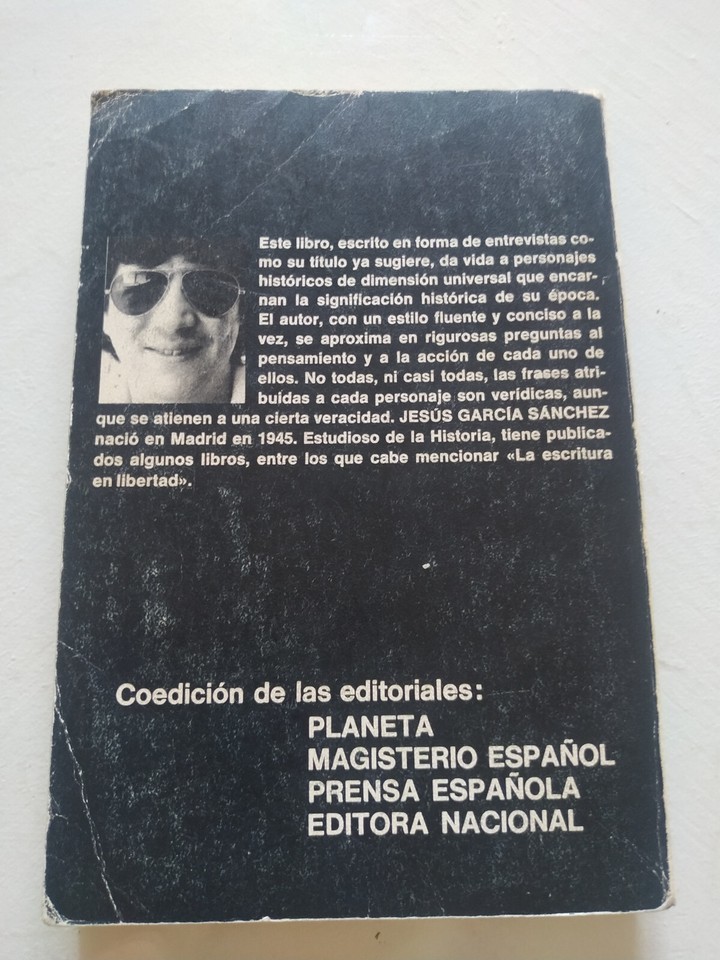 Este libro, escrito en forma de entrevistas co-
mo su título ya sugiere, da vida a personajes
históricos de dimensión universal que encar-
nan la significación histórica de su época.
El autor, con un estilo fluente y conciso a la
vez, se aproxima en rigurosas preguntas al
pensamiento y a la acción de cada uno de
ellos. No todas, ni casi todas, las frases atri-
buídas a cada personaje son verídicas, aun-
que se atienen a una cierta veracidad. JESÚS GARCÍA SÁNCHEZ
nació en Madrid en 1945. Estudioso de la Historia, tiene publica-
dos algunos libros, entre los que cabe mencionar «La escritura
en libertad».
Coedición de las editoriales:
PLANETA
MAGISTERIO ESPAÑOL
PRENSA ESPAÑOLA
EDITORA NACIONAL